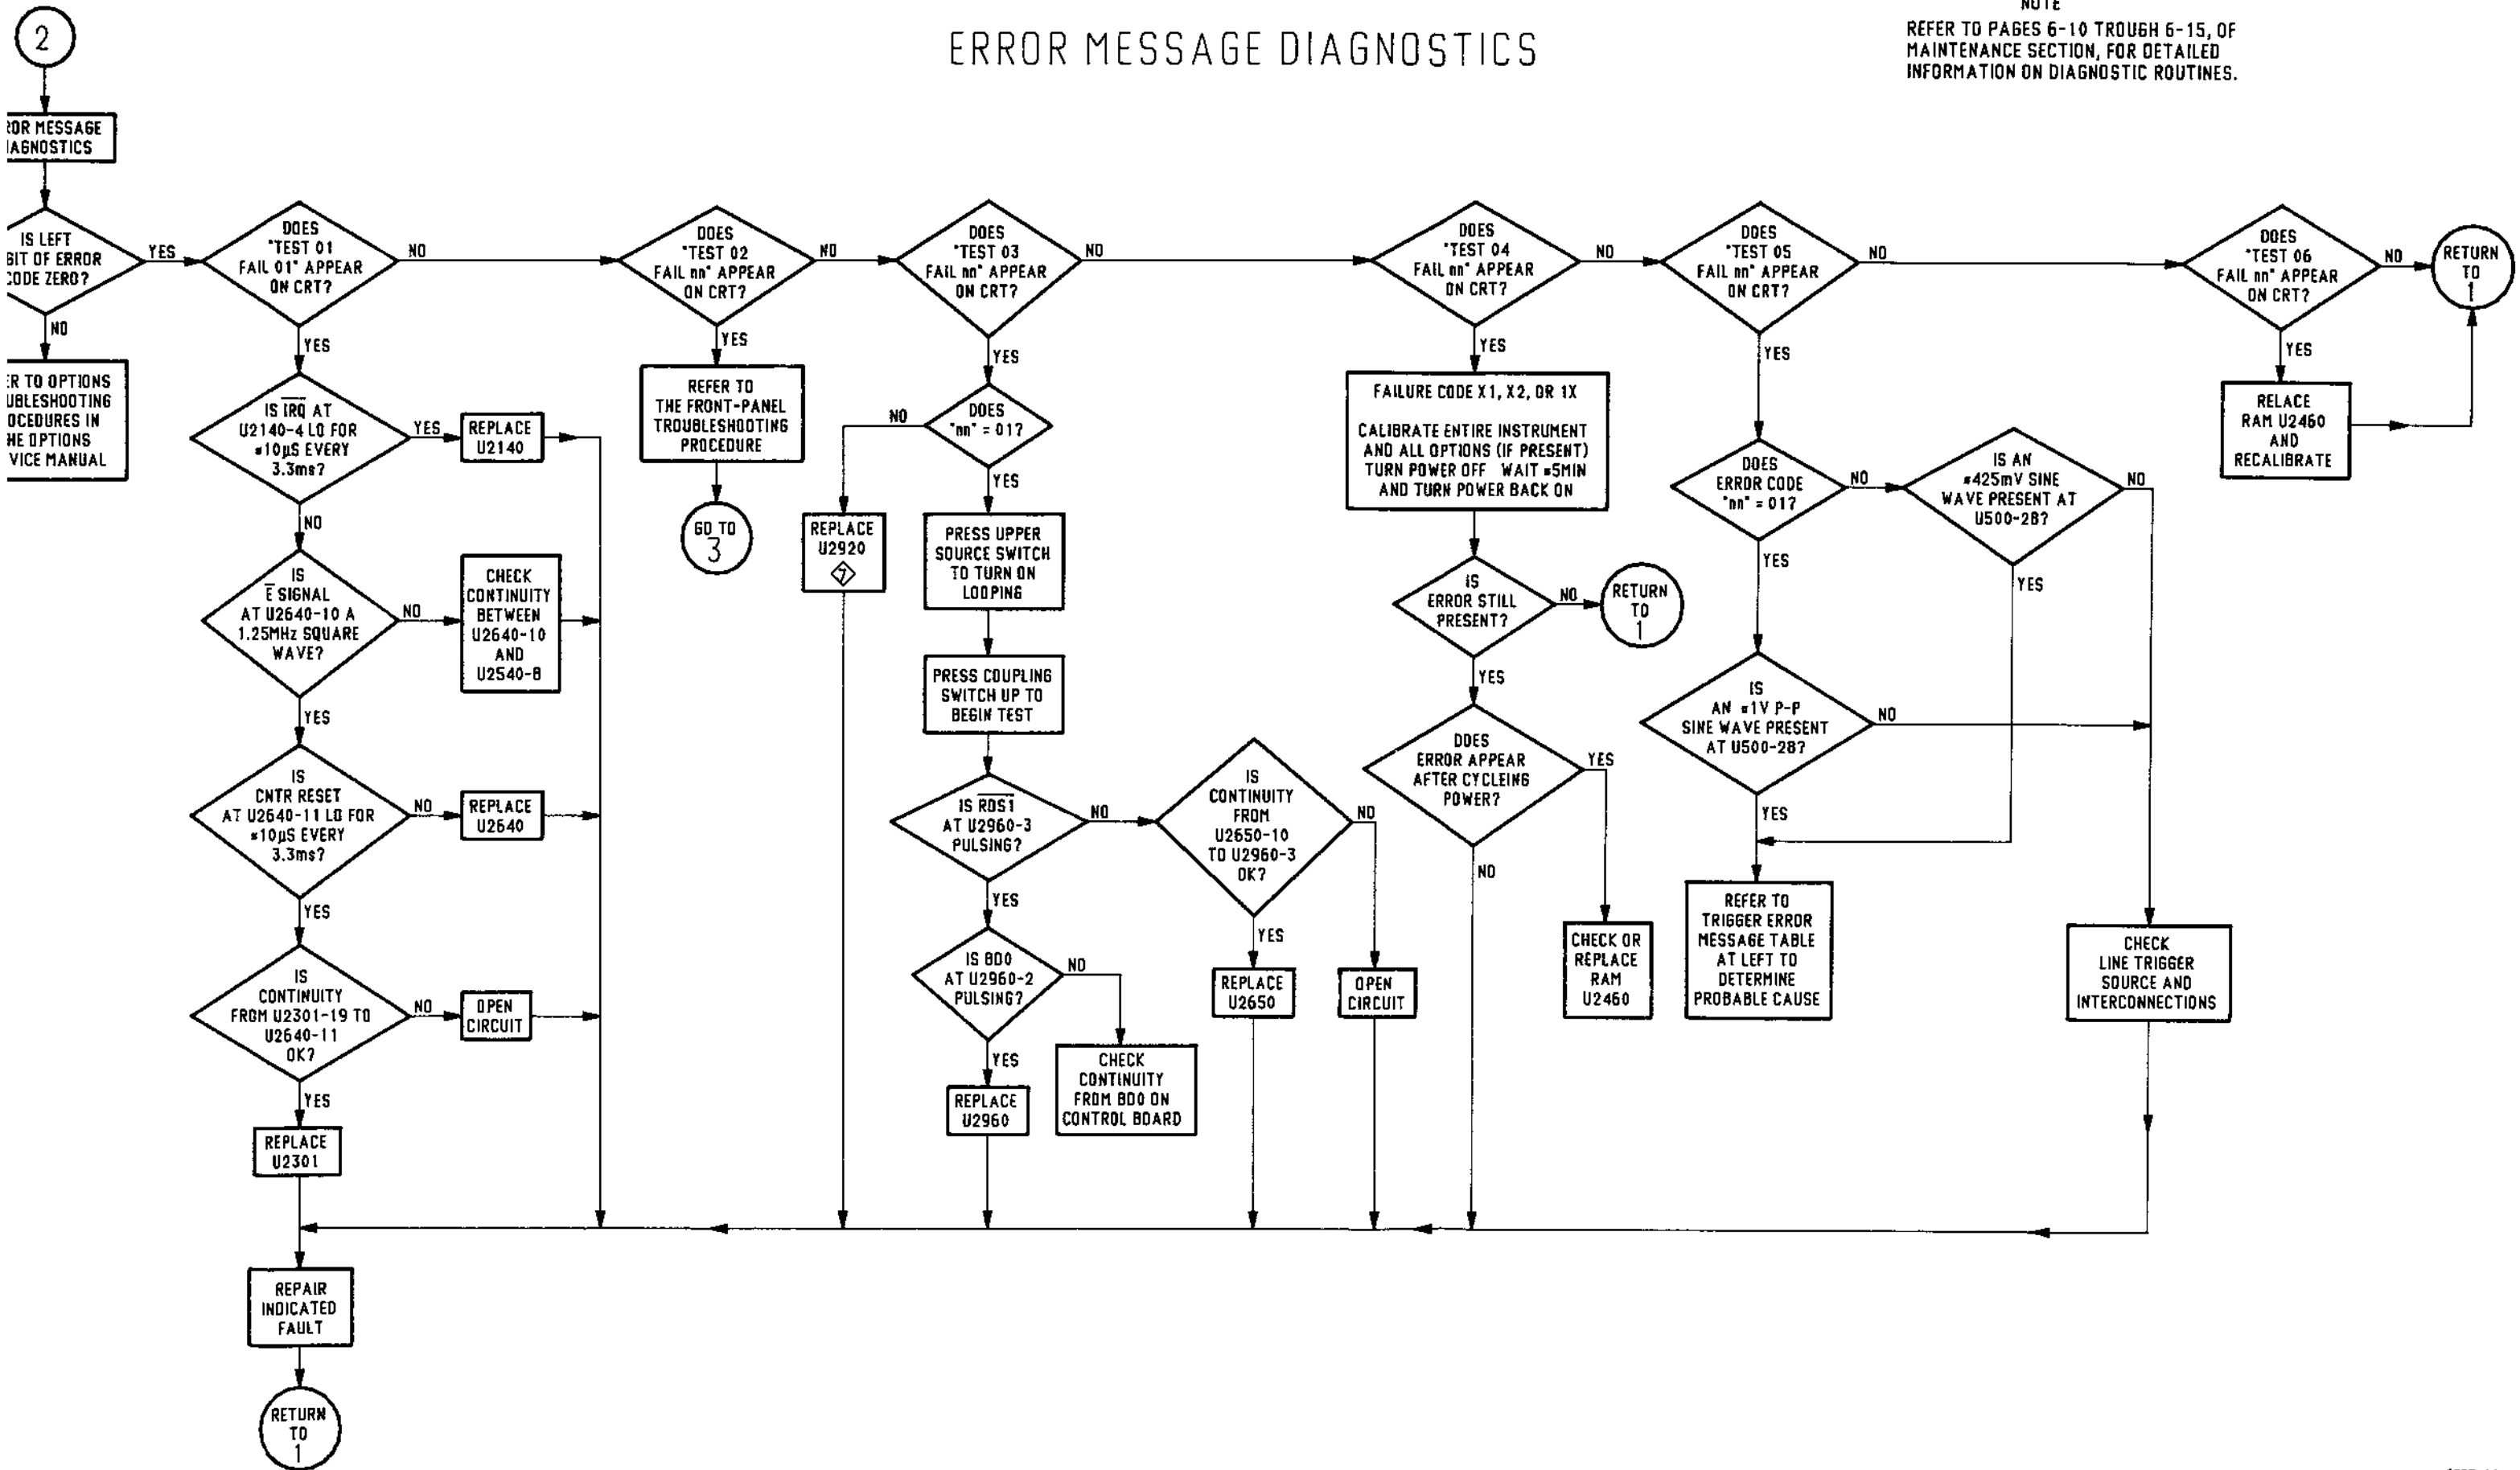 ERROR MESSAGE DIAGNOSTICS
NOTE
REFER TO PAGES 6-10 TROUGH 6-15, OF
MAINTENANCE SECTION, FOR DETAILED
INFORMATION ON DIAGNOSTIC ROUTINES.
2
ROR MESSAGE
IAGNOSTICS
IS LEFT
GIT OF ERROR
CODE ZERO?
YES
NO
ER TO OPTIONS
UBLESHOOTING
OCEDURES IN
HE OPTIONS
VICE MANUAL
DOES
"TEST 01
FAIL 01" APPEAR
ON CRT?
NO
YES
IS I̅R̅Q̅ AT
U2140-4 LO FOR
≈10µS EVERY
3.3ms?
YES
REPLACE
U2140
NO
IS
E̅ SIGNAL
AT U2640-10 A
1.25MHz SQUARE
WAVE?
NO
CHECK
CONTINUITY
BETWEEN
U2640-10
AND
U2540-8
YES
IS
CNTR RESET
AT U2640-11 LO FOR
≈10µS EVERY
3.3ms?
NO
REPLACE
U2640
YES
IS
CONTINUITY
FROM U2301-19 TO
U2640-11
OK?
NO
OPEN
CIRCUIT
YES
REPLACE
U2301
REPAIR
INDICATED
FAULT
RETURN
TO
1
DOES
"TEST 02
FAIL nn" APPEAR
ON CRT?
NO
YES
REFER TO
THE FRONT-PANEL
TROUBLESHOOTING
PROCEDURE
GO TO
3
DOES
"TEST 03
FAIL nn" APPEAR
ON CRT?
NO
YES
DOES
"nn" = 01?
NO
REPLACE
U2920
7
YES
PRESS UPPER
SOURCE SWITCH
TO TURN ON
LOOPING
PRESS COUPLING
SWITCH UP TO
BEGIN TEST
IS R̅D̅S̅1̅
AT U2960-3
PULSING?
NO
YES
IS BD0
AT U2960-2
PULSING?
NO
CHECK
CONTINUITY
FROM BD0 ON
CONTROL BOARD
YES
REPLACE
U2960
IS
CONTINUITY
FROM
U2650-10
TO U2960-3
OK?
NO
YES
REPLACE
U2650
OPEN
CIRCUIT
DOES
"TEST 04
FAIL nn" APPEAR
ON CRT?
NO
YES
FAILURE CODE X1, X2, OR 1X
CALIBRATE ENTIRE INSTRUMENT
AND ALL OPTIONS (IF PRESENT)
TURN POWER OFF WAIT ≈5MIN
AND TURN POWER BACK ON
IS
ERROR STILL
PRESENT?
NO
RETURN
TO
1
YES
DOES
ERROR APPEAR
AFTER CYCLEING
POWER?
YES
NO
CHECK OR
REPLACE
RAM
U2460
DOES
"TEST 05
FAIL nn" APPEAR
ON CRT?
NO
YES
DOES
ERROR CODE
"nn" = 01?
NO
IS AN
≈425mV SINE
WAVE PRESENT AT
U500-28?
NO
YES
YES
IS
AN ≈1V P-P
SINE WAVE PRESENT
AT U500-28?
NO
YES
REFER TO
TRIGGER ERROR
MESSAGE TABLE
AT LEFT TO
DETERMINE
PROBABLE CAUSE
CHECK
LINE TRIGGER
SOURCE AND
INTERCONNECTIONS
DOES
"TEST 06
FAIL nn" APPEAR
ON CRT?
NO
RETURN
TO
1
YES
RELACE
RAM U2460
AND
RECALIBRATE